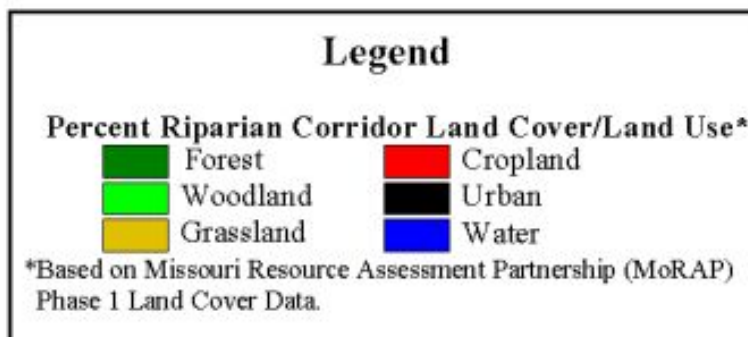 Legend
Percent Riparian Corridor Land Cover/Land Use*
Forest Cropland
Woodland Urban
Grassland Water
*Based on Missouri Resource Assessment Partnership (MoRAP)
Phase 1 Land Cover Data.